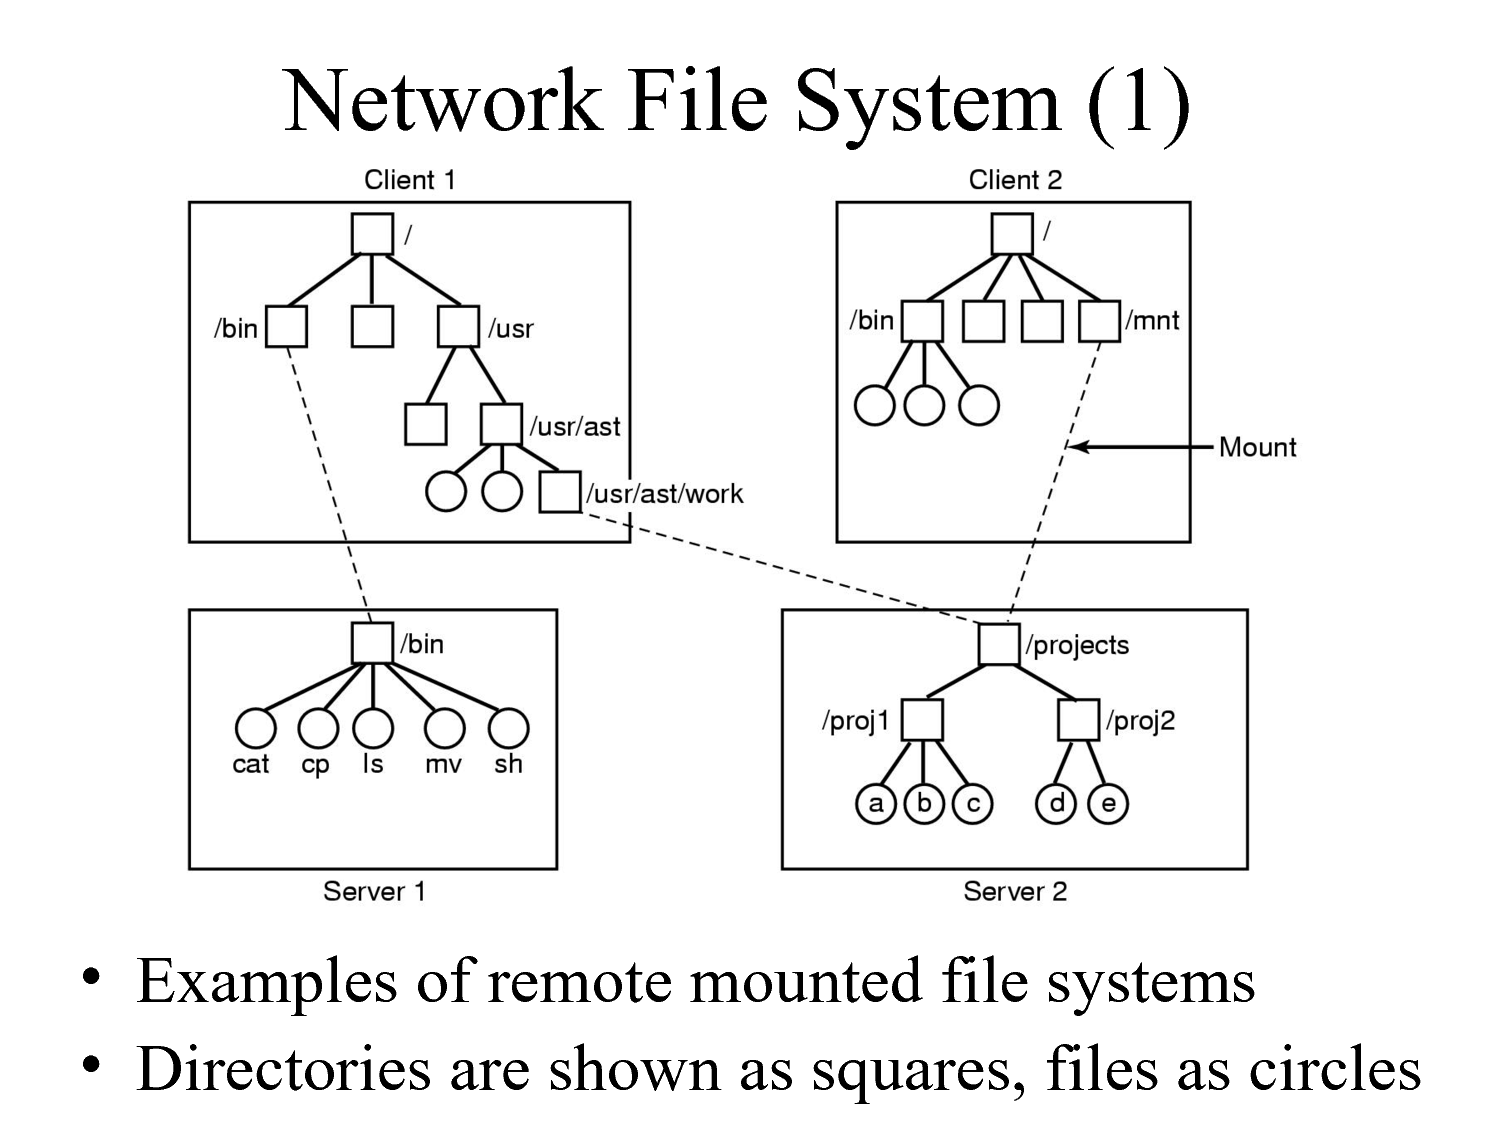 Network File System (1)
Client 1
Client 2
/
/
/bin
/usr
/bin
/mnt
/usr/ast
Mount
/usr/ast/work
/bin
/projects
/proj1
/proj2
cat cp ls mv sh
a b c d e
Server 1
Server 2
• Examples of remote mounted file systems
• Directories are shown as squares, files as circles